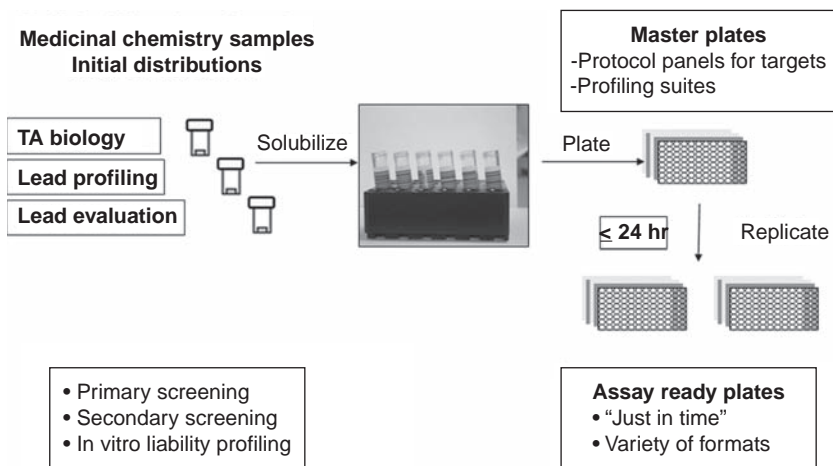 Medicinal chemistry samples
Initial distributions
Master plates
-Protocol panels for targets
-Profiling suites
TA biology
Lead profiling
Lead evaluation
Solubilize
Plate
≤ 24 hr
Replicate
• Primary screening
• Secondary screening
• In vitro liability profiling
Assay ready plates
• “Just in time”
• Variety of formats